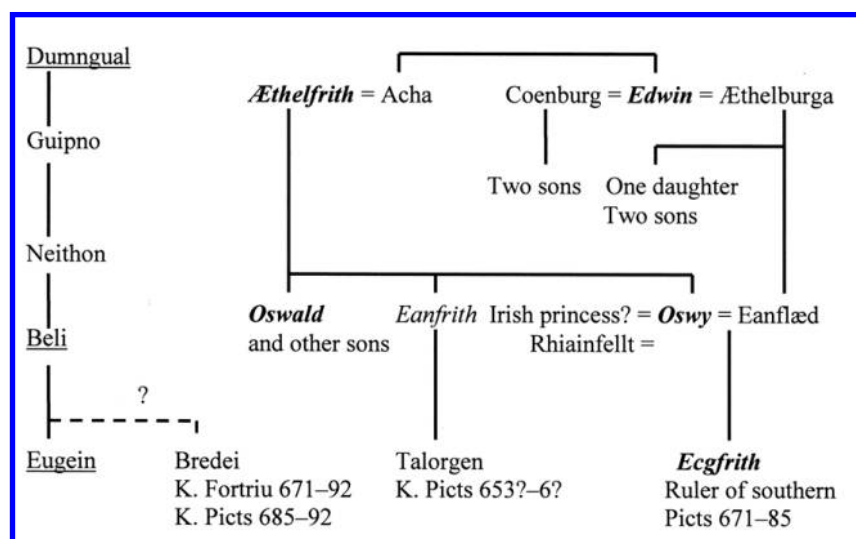 Dumngual
Æthelfrith = Acha
Coenburg = Edwin = Æthelburga
Guipno
Two sons
One daughter
Two sons
Neithon
Oswald
and other sons
Eanfrith
Irish princess? = Oswy = Eanflæd
Rhiainfellt =
Beli
?
Eugein
Bredei
K. Fortriu 671–92
K. Picts 685–92
Talorgen
K. Picts 653?–6?
Ecgfrith
Ruler of southern
Picts 671–85